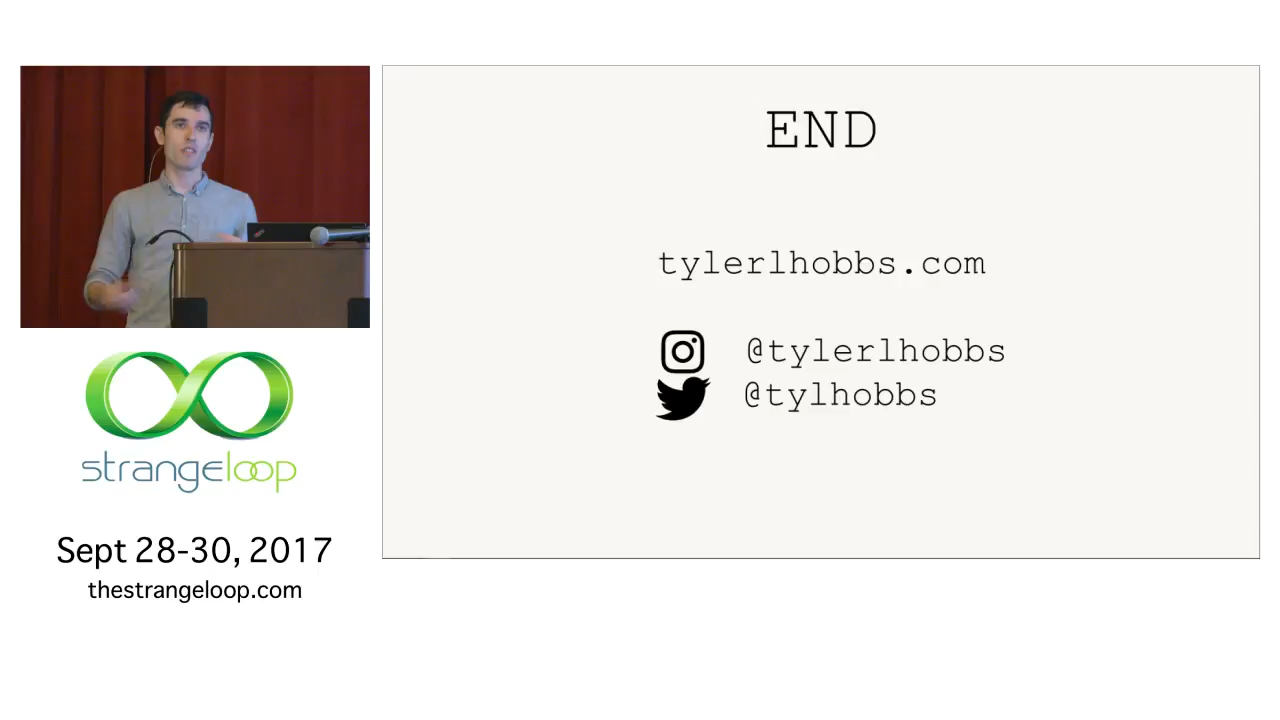 END
tylerlhobbs.com
@tylerlhobbs
@tylhobbs
strangeloop
Sept 28-30, 2017
thestrangeloop.com